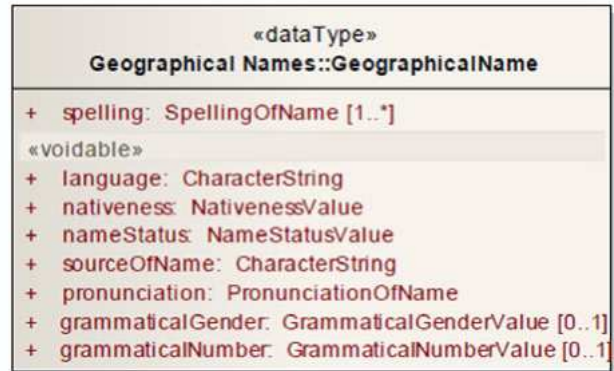 «dataType»
Geographical Names::GeographicalName
+ spelling: SpellingOfName [1..*]
«voidable»
+ language: CharacterString
+ nativeness: NativenessValue
+ nameStatus: NameStatusValue
+ sourceOfName: CharacterString
+ pronunciation: PronunciationOfName
+ grammaticalGender: GrammaticalGenderValue [0..1]
+ grammaticalNumber: GrammaticalNumberValue [0..1]